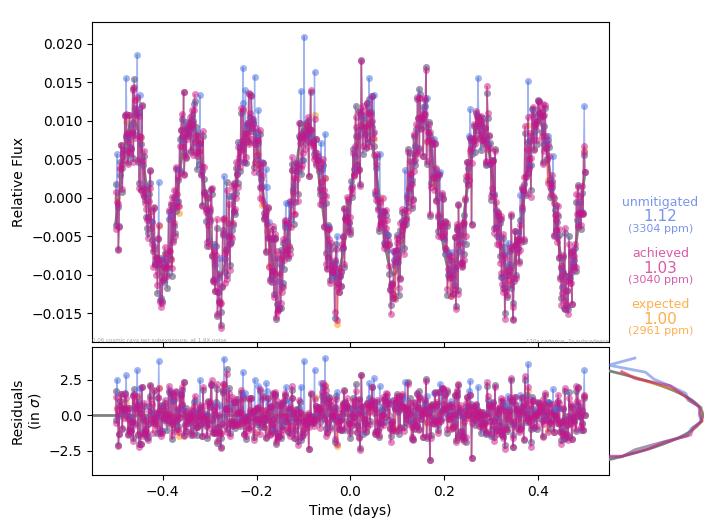 0.020
0.015
0.010
0.005
0.000
−0.005
−0.010
−0.015
Relative Flux
unmitigated
1.12
(3304 ppm)
achieved
1.03
(3040 ppm)
expected
1.00
(2961 ppm)
2.5
0.0
−2.5
Residuals
(in σ)
−0.4
−0.2
0.0
0.2
0.4
Time (days)